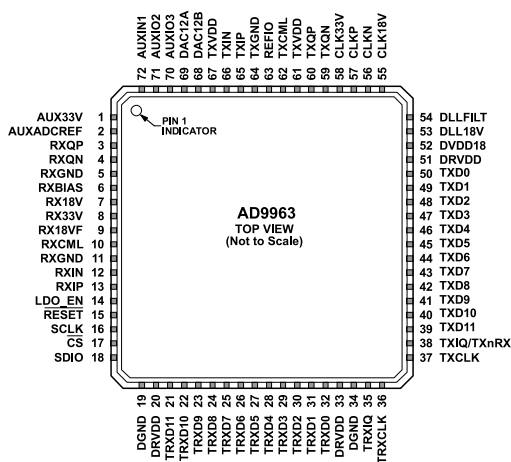 72 AUXIN1
71 AUXIO2
70 AUXIO3
69 DAC12A
68 DAC12B
67 TXVDD
66 TXIN
65 TXIP
64 TXGND
63 REFIO
62 TXCML
61 TXVDD
60 TXQP
59 TXQN
58 CLK33V
57 CLKP
56 CLKN
55 CLK18V
AUX33V 1
AUXADCREF 2
RXQP 3
RXQN 4
RXGND 5
RXBIAS 6
RX18V 7
RX33V 8
RX18VF 9
RXCML 10
RXGND 11
RXIN 12
RXIP 13
LDO_EN 14
RESET 15
SCLK 16
CS 17
SDIO 18
PIN 1
INDICATOR
AD9963
TOP VIEW
(Not to Scale)
54 DLLFILT
53 DLL18V
52 DVDD18
51 DRVDD
50 TXD0
49 TXD1
48 TXD2
47 TXD3
46 TXD4
45 TXD5
44 TXD6
43 TXD7
42 TXD8
41 TXD9
40 TXD10
39 TXD11
38 TXIQ/TXnRX
37 TXCLK
DGND 19
DRVDD 20
TRXD11 21
TRXD10 22
TRXD9 23
TRXD8 24
TRXD7 25
TRXD6 26
TRXD5 27
TRXD4 28
TRXD3 29
TRXD2 30
TRXD1 31
TRXD0 32
DRVDD 33
DGND 34
TRXIQ 35
TRXCLK 36